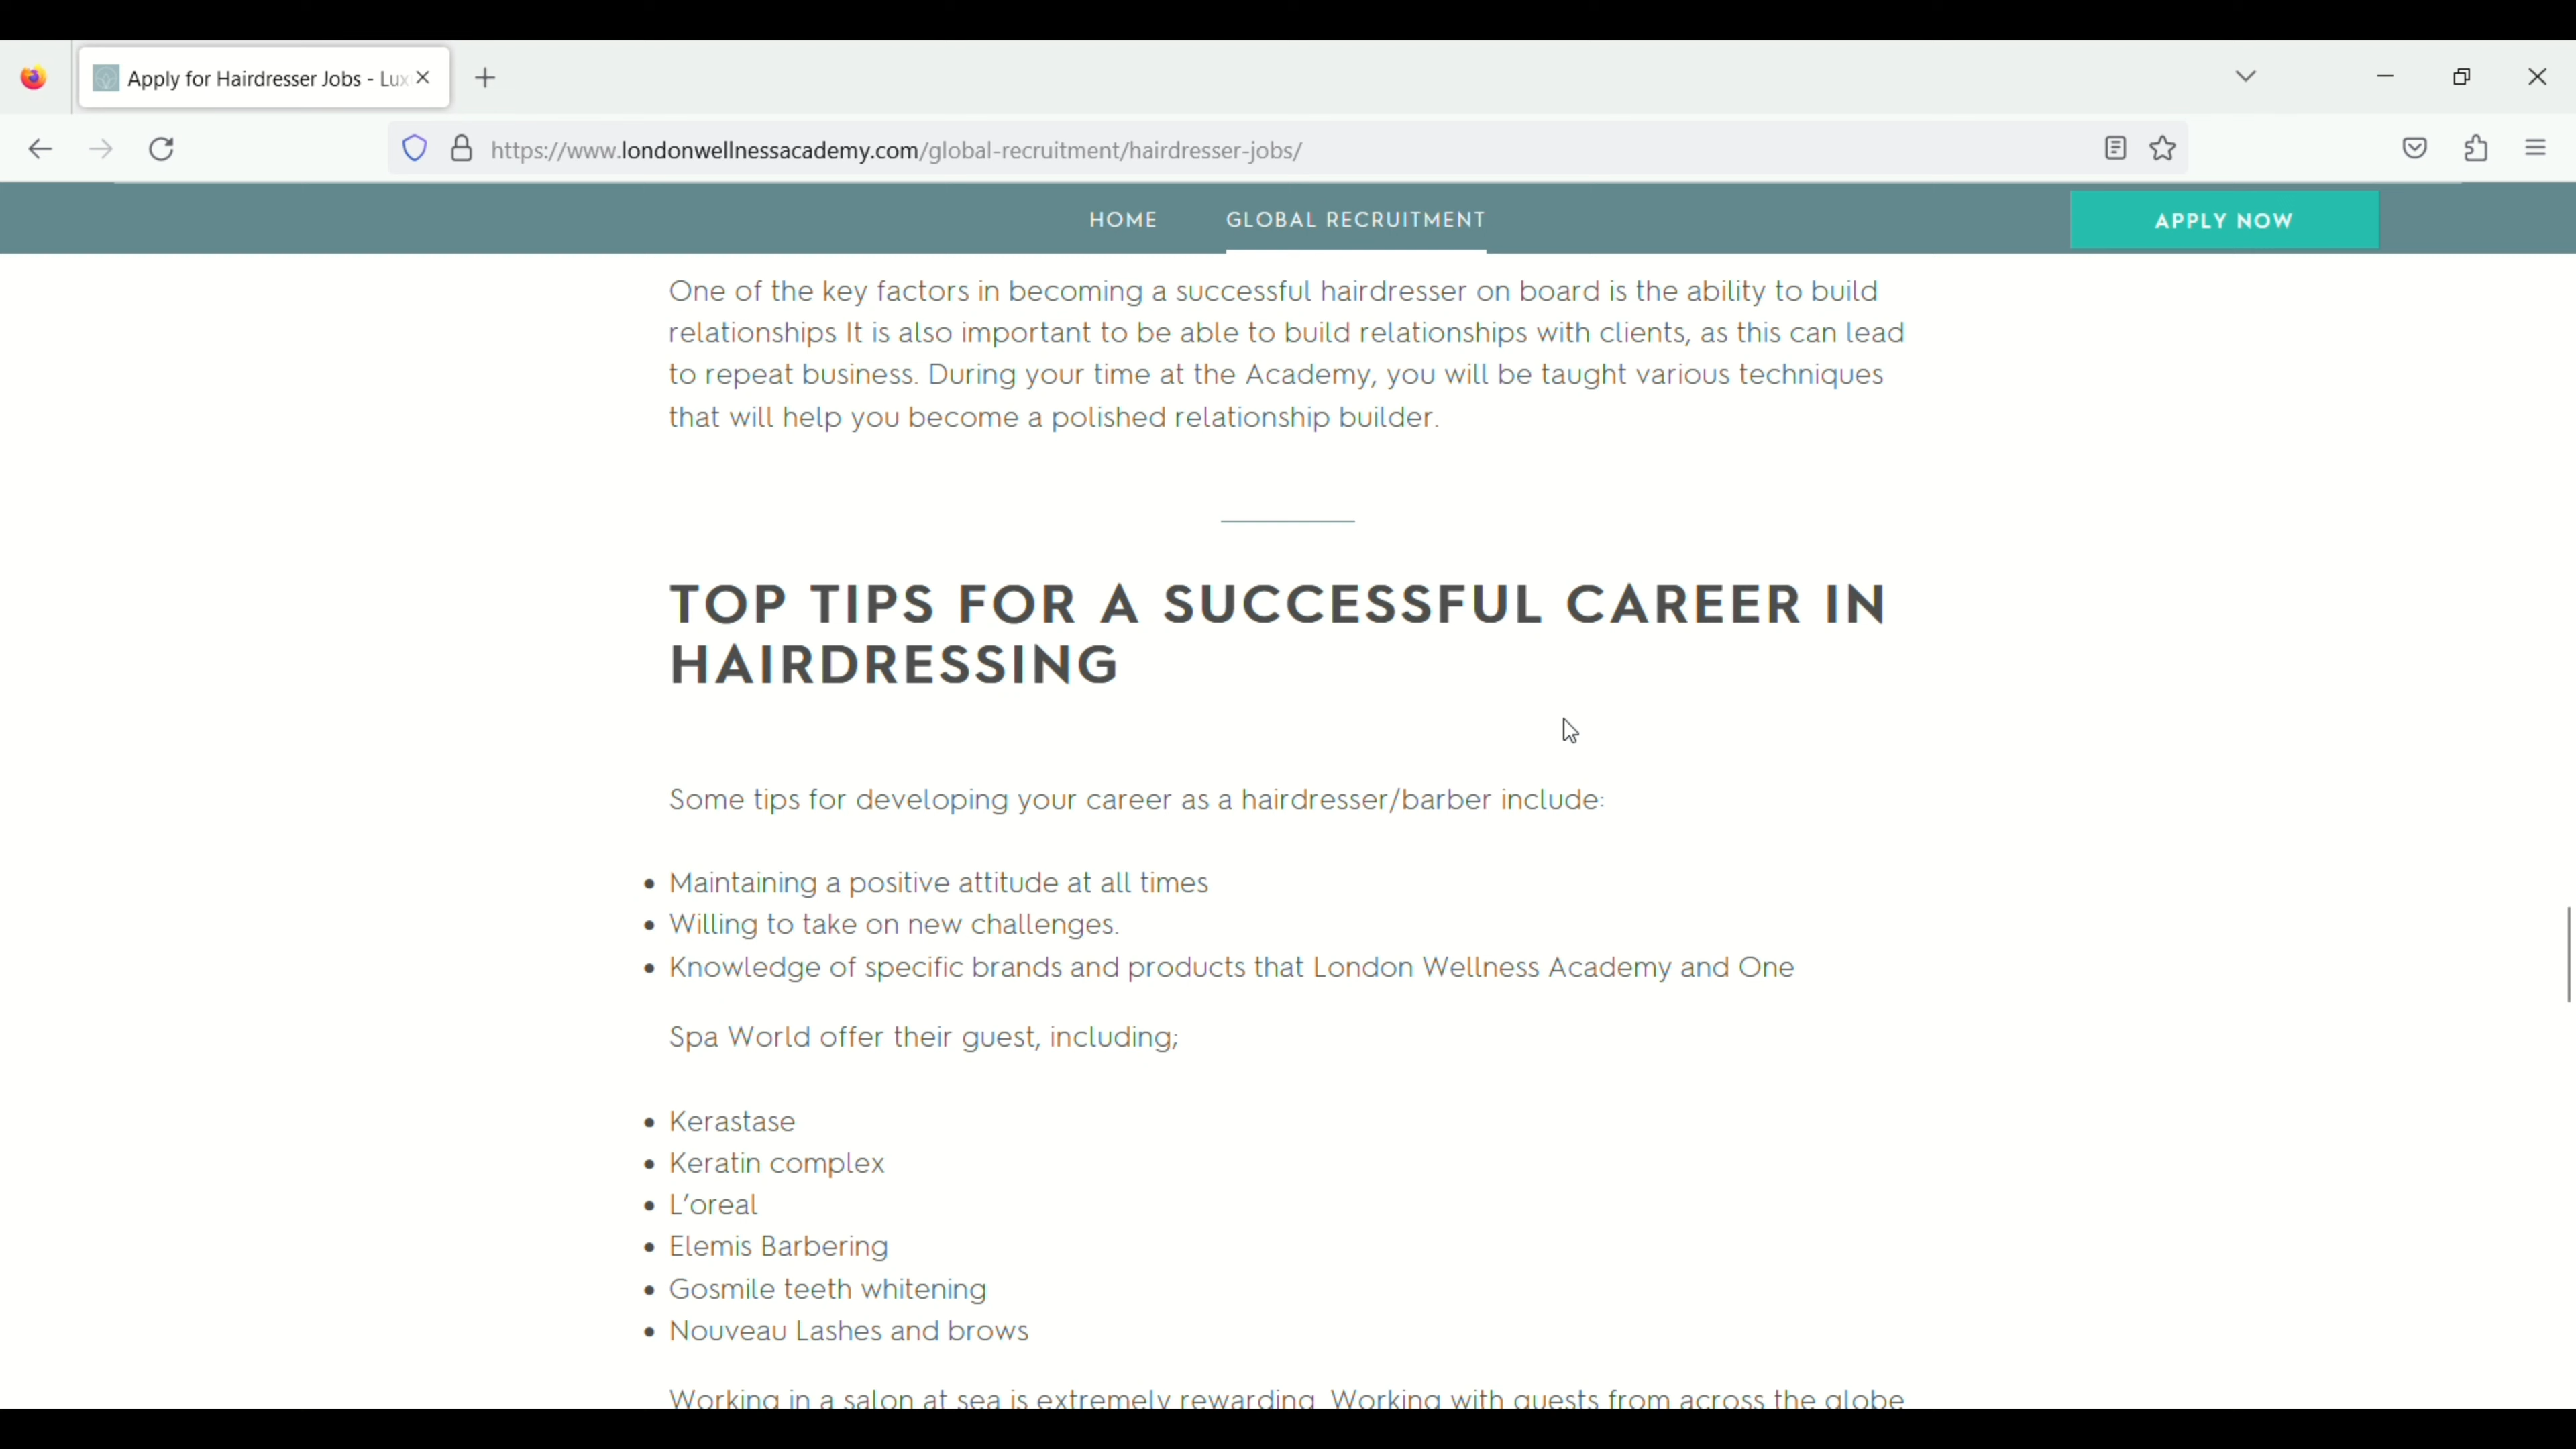 Apply for Hairdresser Jobs - Lux
https://www.londonwellnessacademy.com/global-recruitment/hairdresser-jobs/
HOME GLOBAL RECRUITMENT APPLY NOW
One of the key factors in becoming a successful hairdresser on board is the ability to build
relationships It is also important to be able to build relationships with clients, as this can lead
to repeat business. During your time at the Academy, you will be taught various techniques
that will help you become a polished relationship builder.
TOP TIPS FOR A SUCCESSFUL CAREER IN
HAIRDRESSING
Some tips for developing your career as a hairdresser/barber include:
• Maintaining a positive attitude at all times
• Willing to take on new challenges.
• Knowledge of specific brands and products that London Wellness Academy and One
Spa World offer their guest, including;
• Kerastase
• Keratin complex
• L’oreal
• Elemis Barbering
• Gosmile teeth whitening
• Nouveau Lashes and brows
Working in a salon at sea is extremely rewarding. Working with guests from across the globe